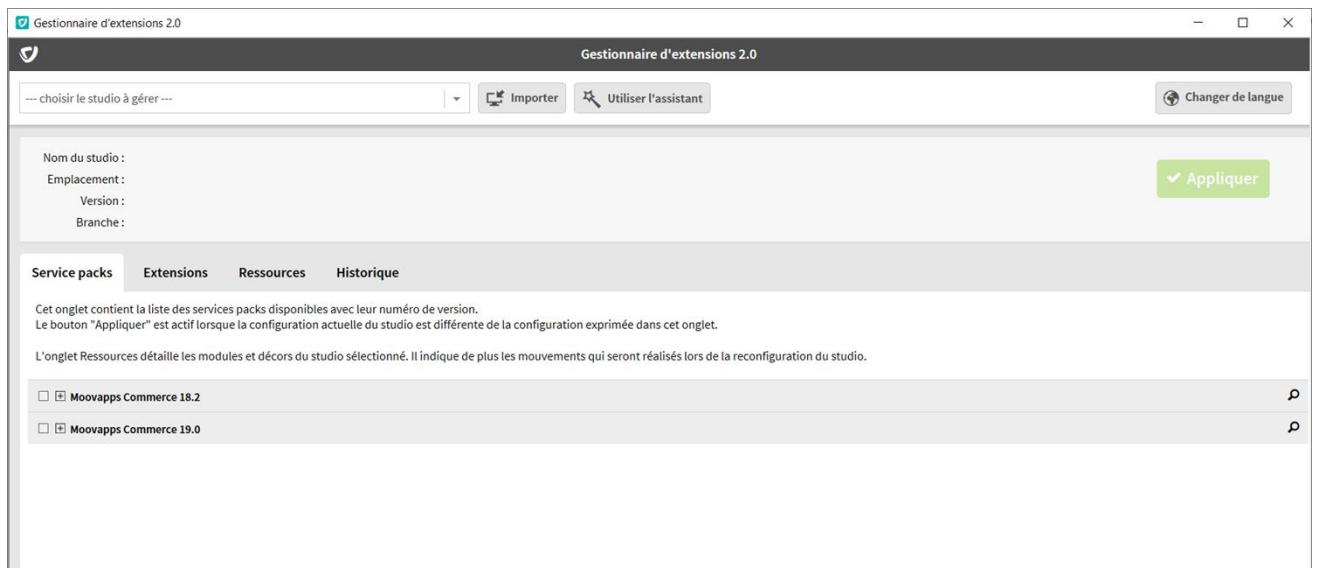 Gestionnaire d'extensions 2.0
Gestionnaire d'extensions 2.0
--- choisir le studio à gérer ---
Importer
Utiliser l'assistant
Changer de langue
Nom du studio :
Emplacement :
Version :
Branche :
Appliquer
Service packs
Extensions
Ressources
Historique
Cet onglet contient la liste des services packs disponibles avec leur numéro de version.
Le bouton "Appliquer" est actif lorsque la configuration actuelle du studio est différente de la configuration exprimée dans cet onglet.
L'onglet Ressources détaille les modules et décors du studio sélectionné. Il indique de plus les mouvements qui seront réalisés lors de la reconfiguration du studio.
Moovapps Commerce 18.2
Moovapps Commerce 19.0